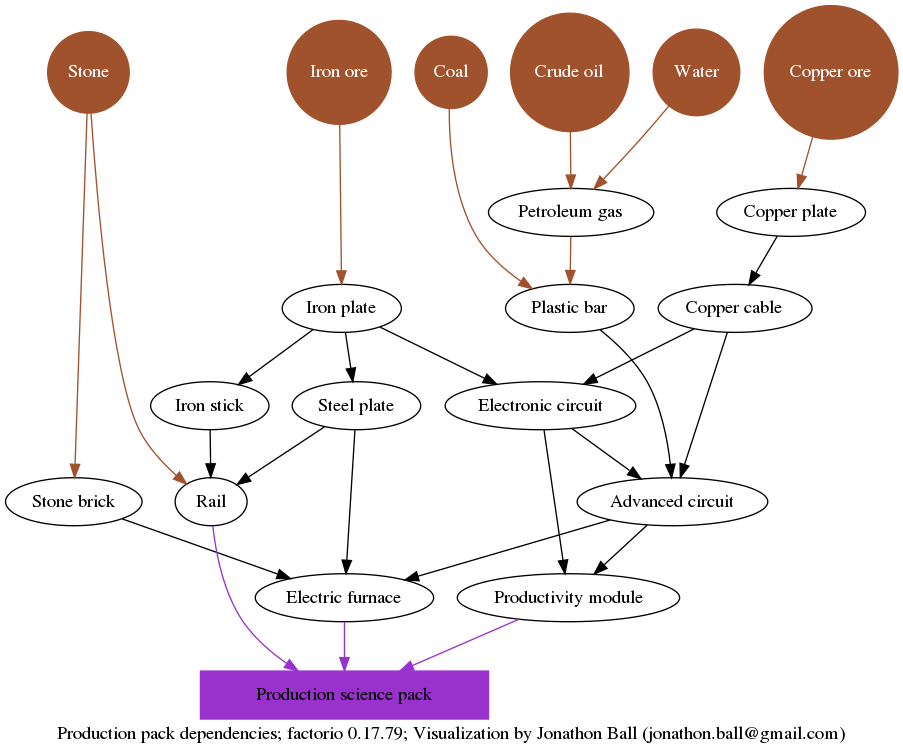 Stone
Iron ore
Coal
Crude oil
Water
Copper ore
Petroleum gas
Copper plate
Iron plate
Plastic bar
Copper cable
Iron stick
Steel plate
Electronic circuit
Stone brick
Rail
Advanced circuit
Electric furnace
Productivity module
Production science pack
Production pack dependencies; factorio 0.17.79; Visualization by Jonathon Ball (jonathon.ball@gmail.com)